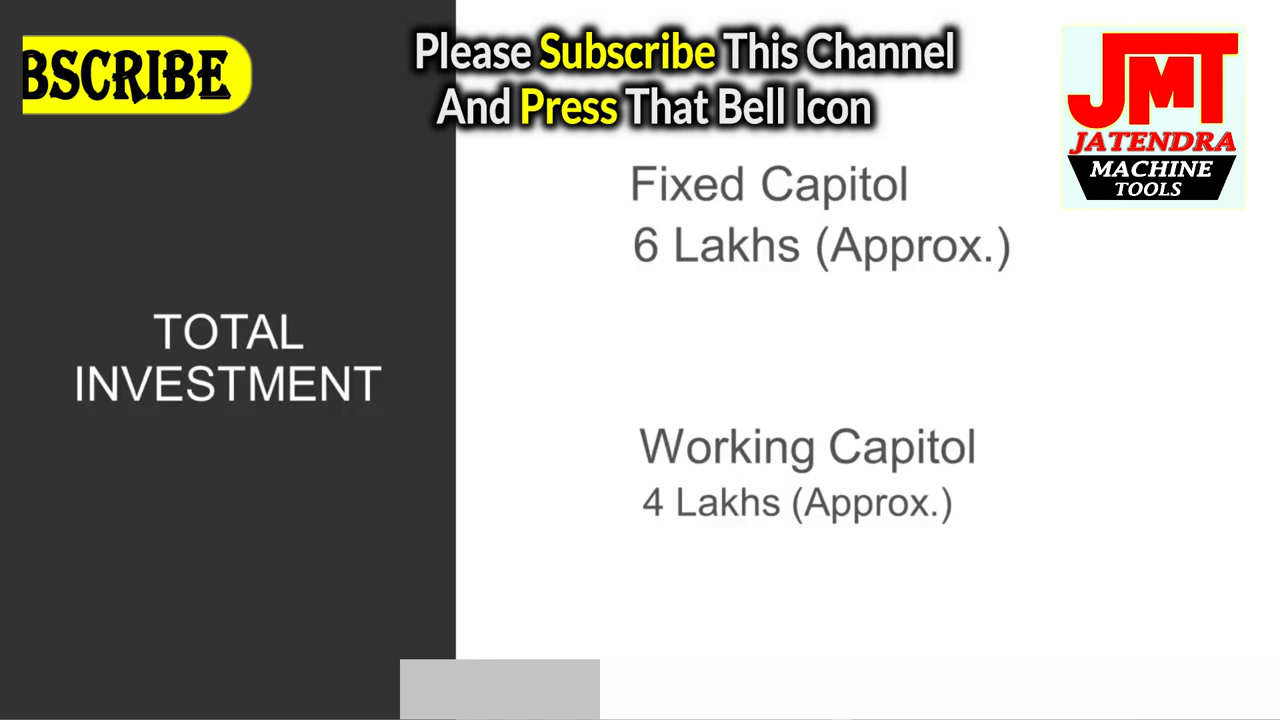 BSCRIBE
Please Subscribe This Channel
And Press That Bell Icon
JMT
JATENDRA
MACHINE
TOOLS
Fixed Capitol
6 Lakhs (Approx.)
TOTAL
INVESTMENT
Working Capitol
4 Lakhs (Approx.)